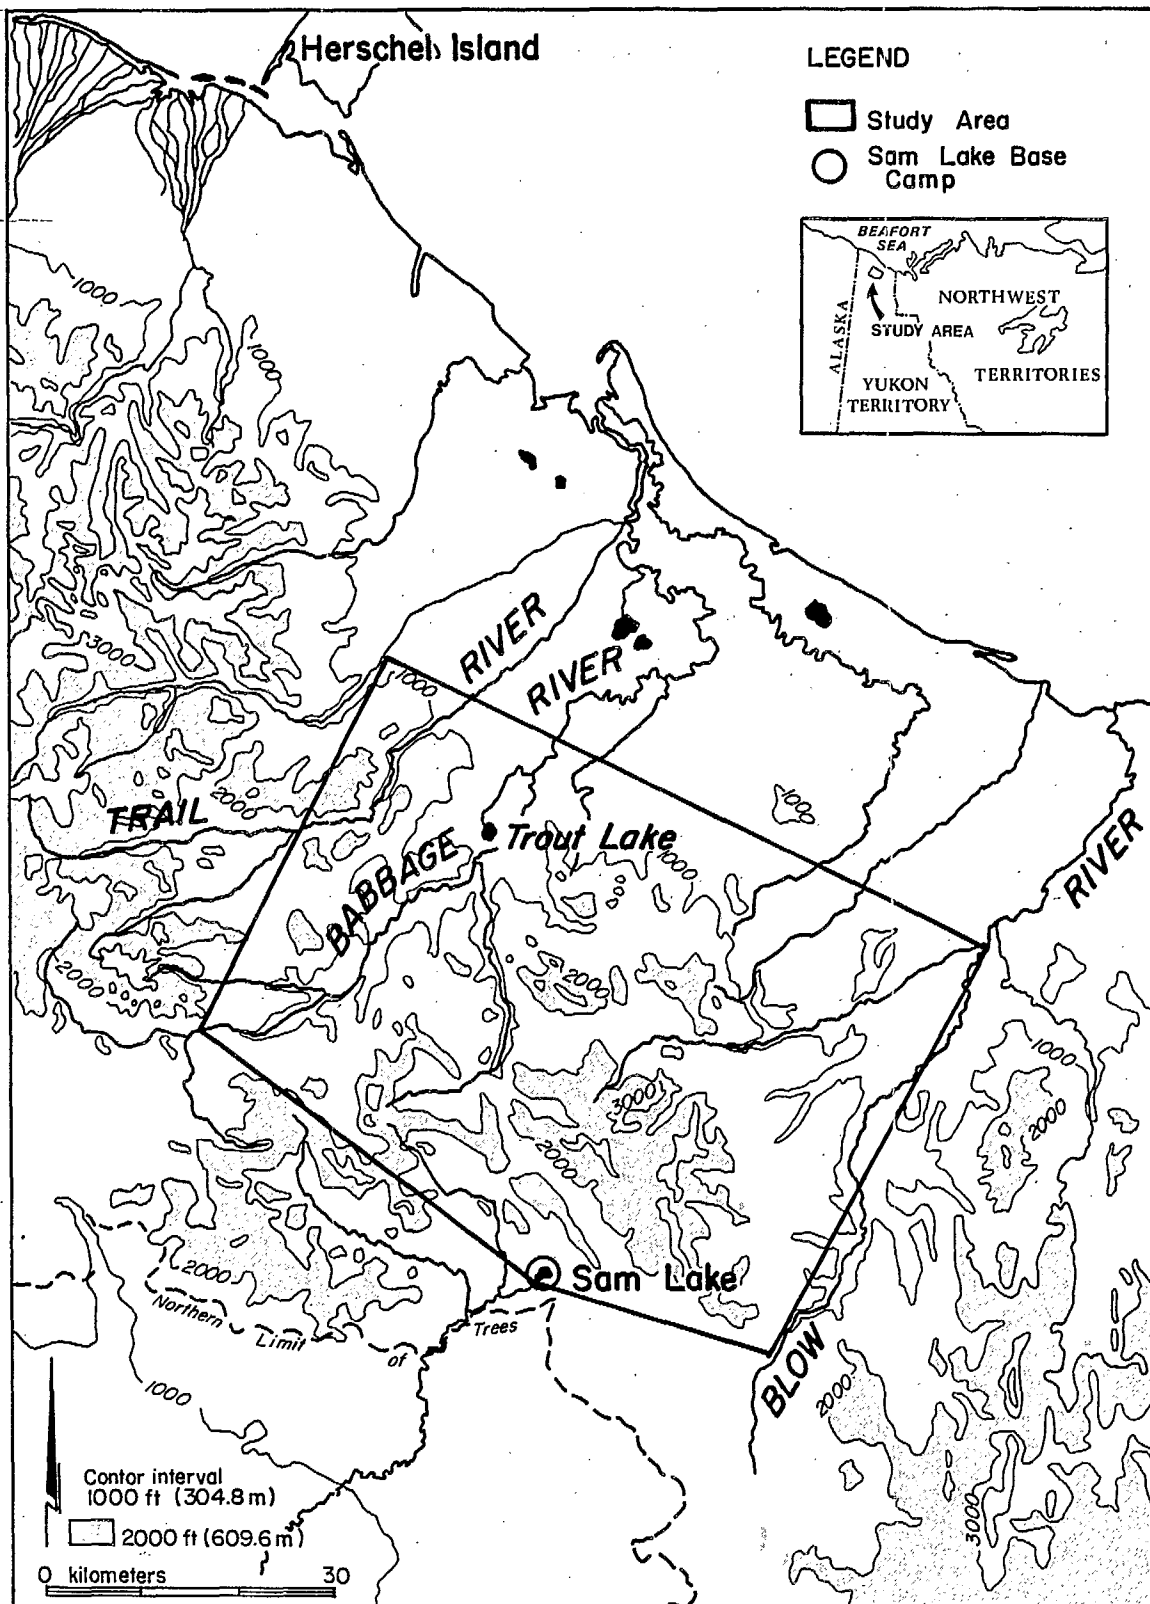 Herschel Island
LEGEND
Study Area
Sam Lake Base
Camp
BEAFORT
SEA
NORTHWEST
ALASKA
STUDY AREA
TERRITORIES
YUKON
TERRITORY
1000
1000
3000
RIVER
RIVER
1000
2000
TRAIL
1000
BABBAGE
Trout Lake
1000
RIVER
2000
2000
1000
3000
2000
2000
2000
Sam Lake
Northern
Limit
of
Trees
BLOW
2000
1000
3000
Contor interval
1000 ft (304.8 m)
2000 ft (609.6 m)
0 kilometers 30